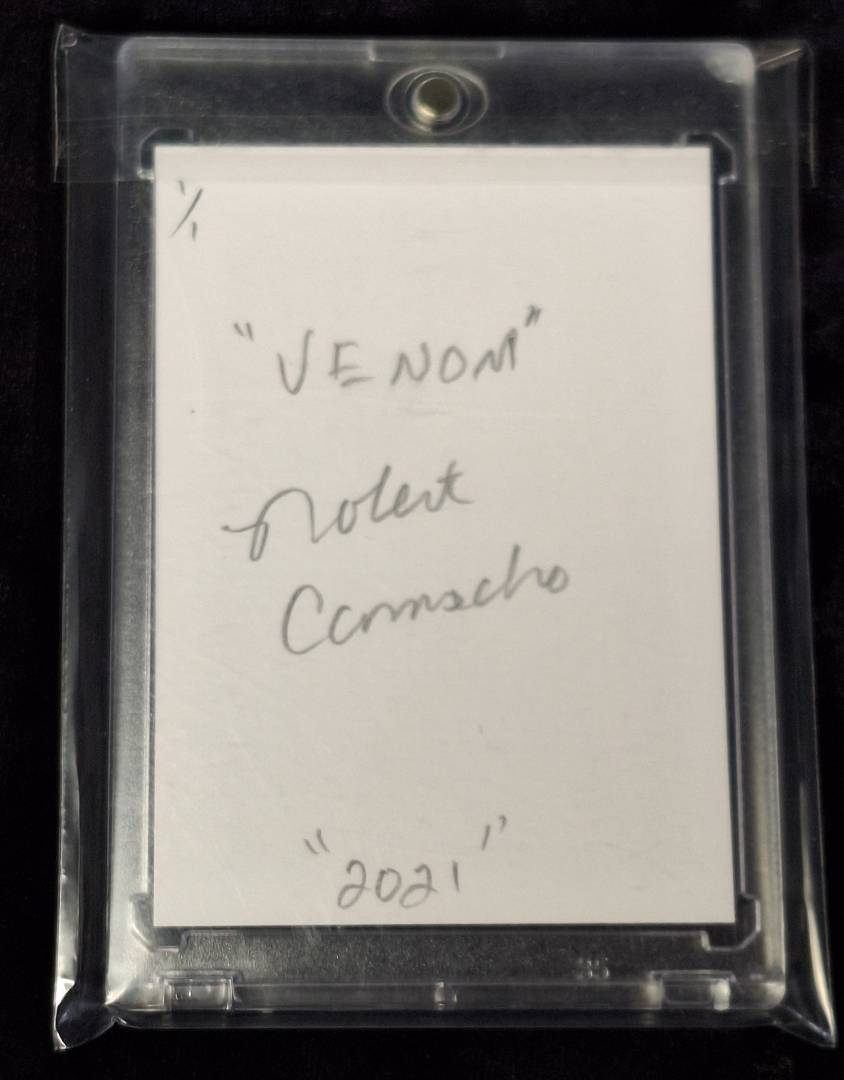 1/1
"VENOM"
Robert
Camacho
"2021"